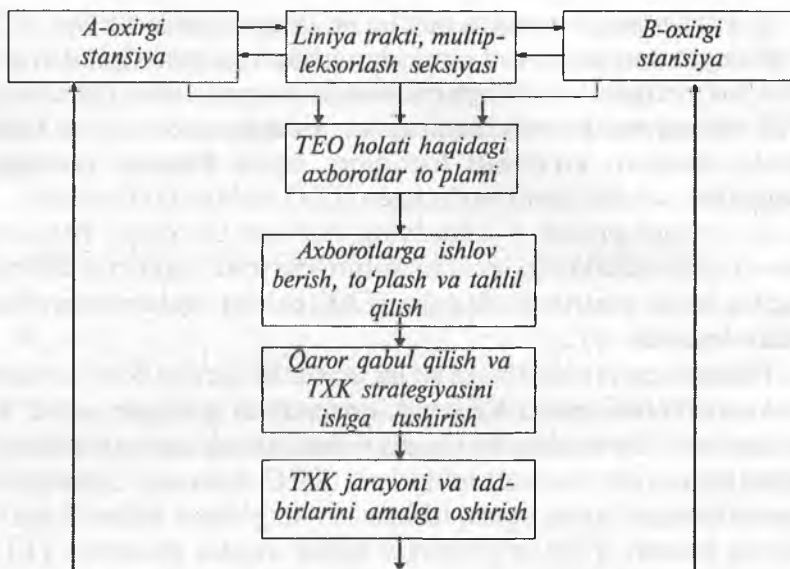 A-oxirgi
stansiya
Liniya trakti, multip-
leksorlash seksiyasi
B-oxirgi
stansiya
TEO holati haqidagi
axborotlar to‘plami
Axborotlarga ishlov
berish, to‘plash va tahlil
qilish
Qaror qabul qilish va
TXK strategiyasini
ishga tushirish
TXK jarayoni va tad-
birlarini amalga oshirish